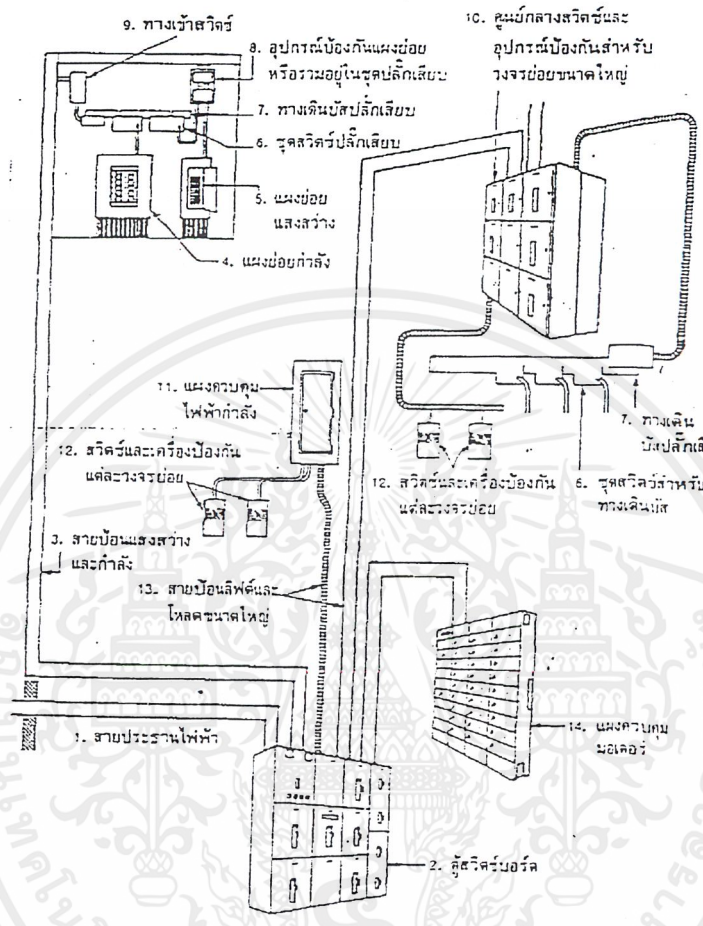 9. ทางเข้าสวิตช์
8. อุปกรณ์ป้องกันแผงย่อย
หรือรวมอยู่ในชุดปลั๊กเสียบ
7. ทางเดินบัสปลั๊กเสียบ
6. ชุดสวิตช์ปลั๊กเสียบ
5. แผงย่อย
แสงสว่าง
4. แผงย่อยกำลัง
10. ศูนย์กลางสวิตช์และ
อุปกรณ์ป้องกันสำหรับ
วงจรย่อยขนาดใหญ่
11. แผงควบคุม
ไฟฟ้ากำลัง
12. สวิตช์และเครื่องป้องกัน
แต่ละวงจรย่อย
7. ทางเดิน
บัสปลั๊กเสี
12. สวิตช์และเครื่องป้องกัน
แต่ละวงจรย่อย
6. ชุดสวิตช์สำหรับ
ทางเดินบัส
3. สายป้อนแสงสว่าง
และกำลัง
13. สายป้อนลิฟต์และ
โหลดขนาดใหญ่
14. แผงควบคุม
มอเตอร์
1. สายประธานไฟฟ้า
2. ตู้สวิตช์บอร์ด